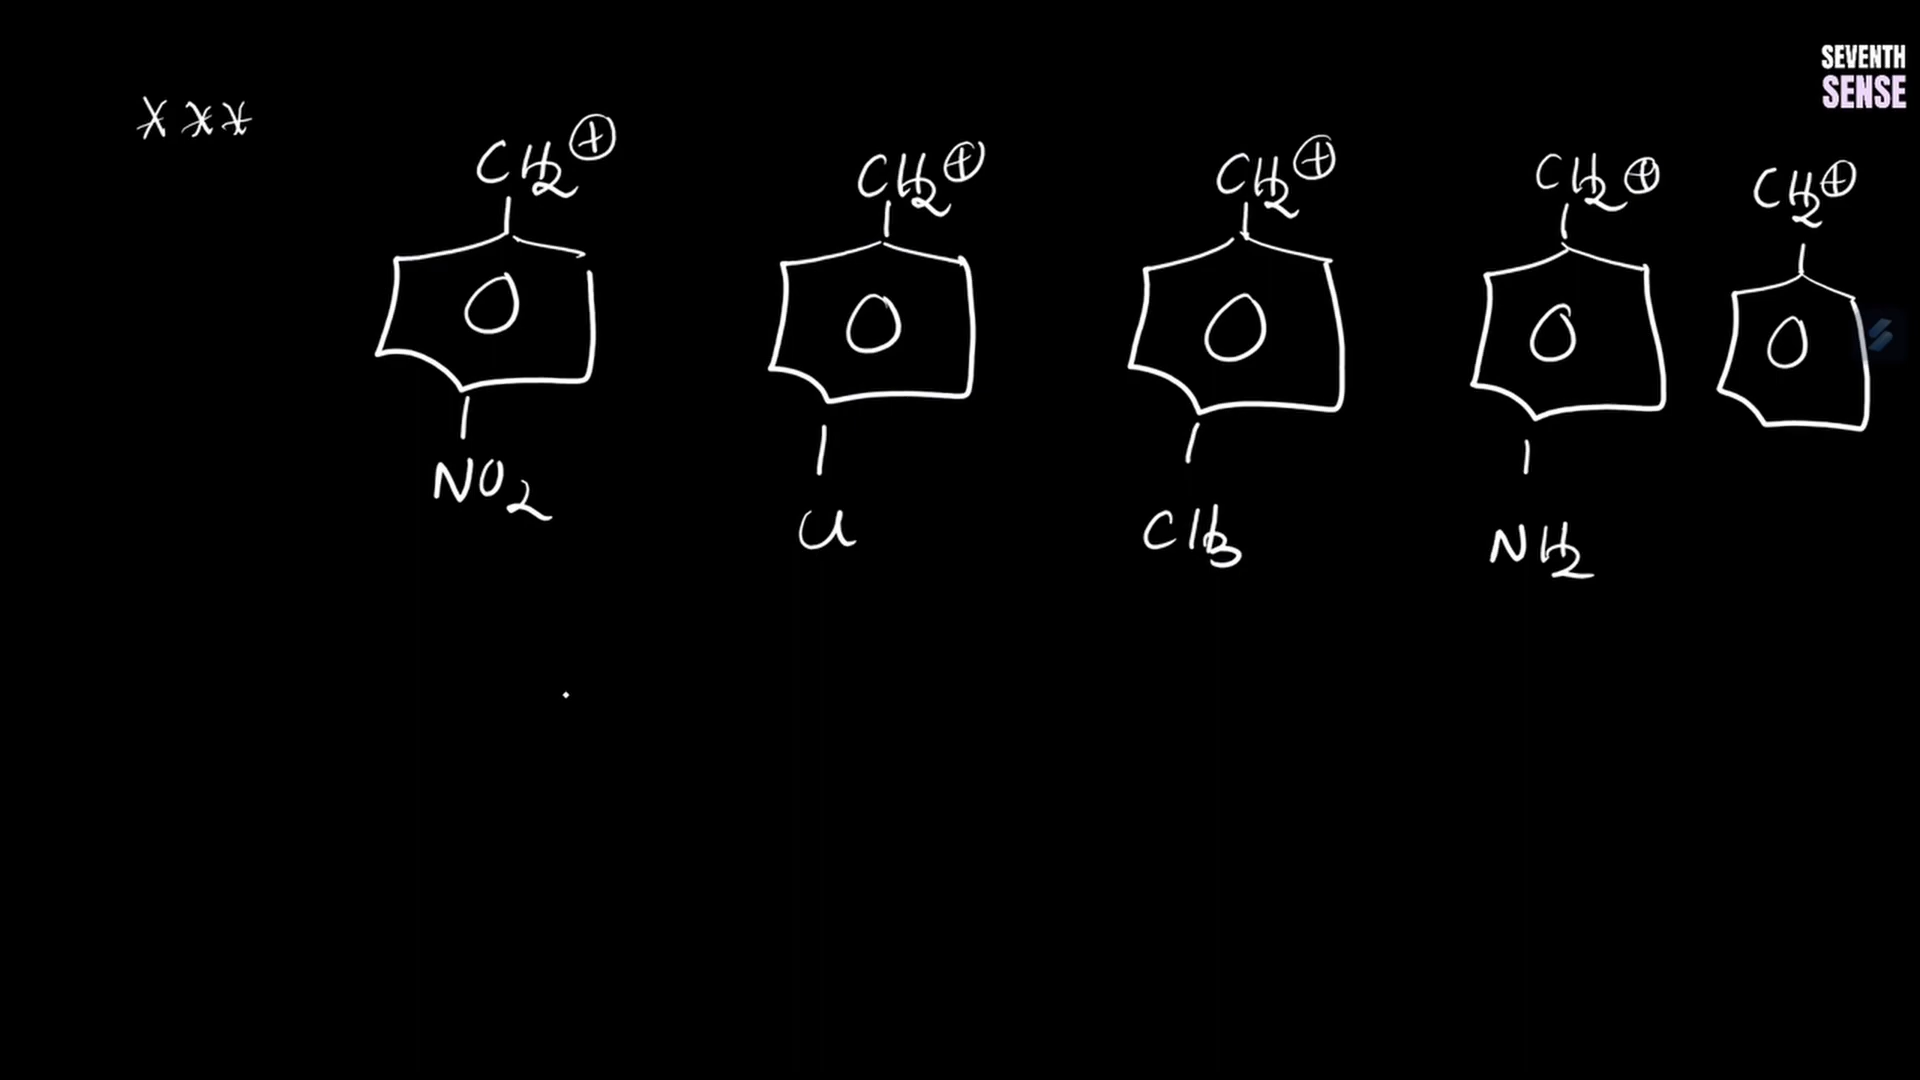 SEVENTH
SENSE
***
CH2⊕ CH2⊕ CH2⊕ CH2⊕ CH2⊕
NO2 Cl CH3 NH2